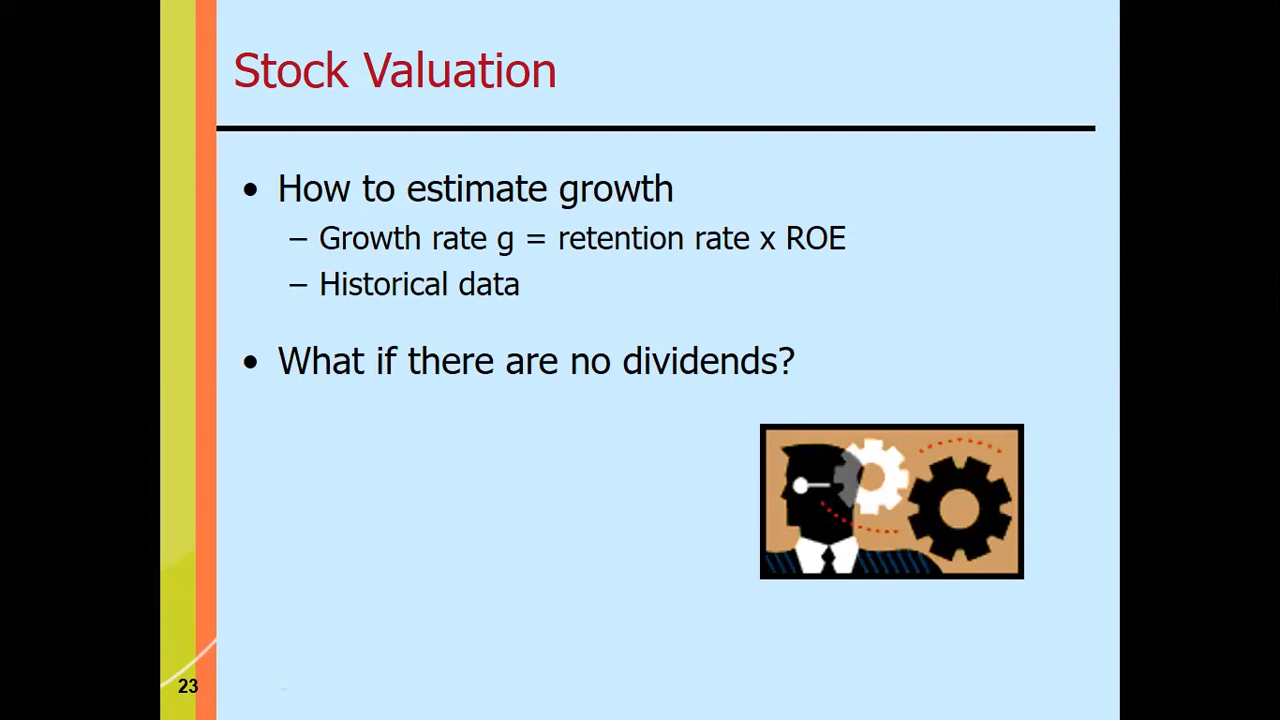 Stock Valuation
• How to estimate growth
– Growth rate g = retention rate x ROE
– Historical data
• What if there are no dividends?
23